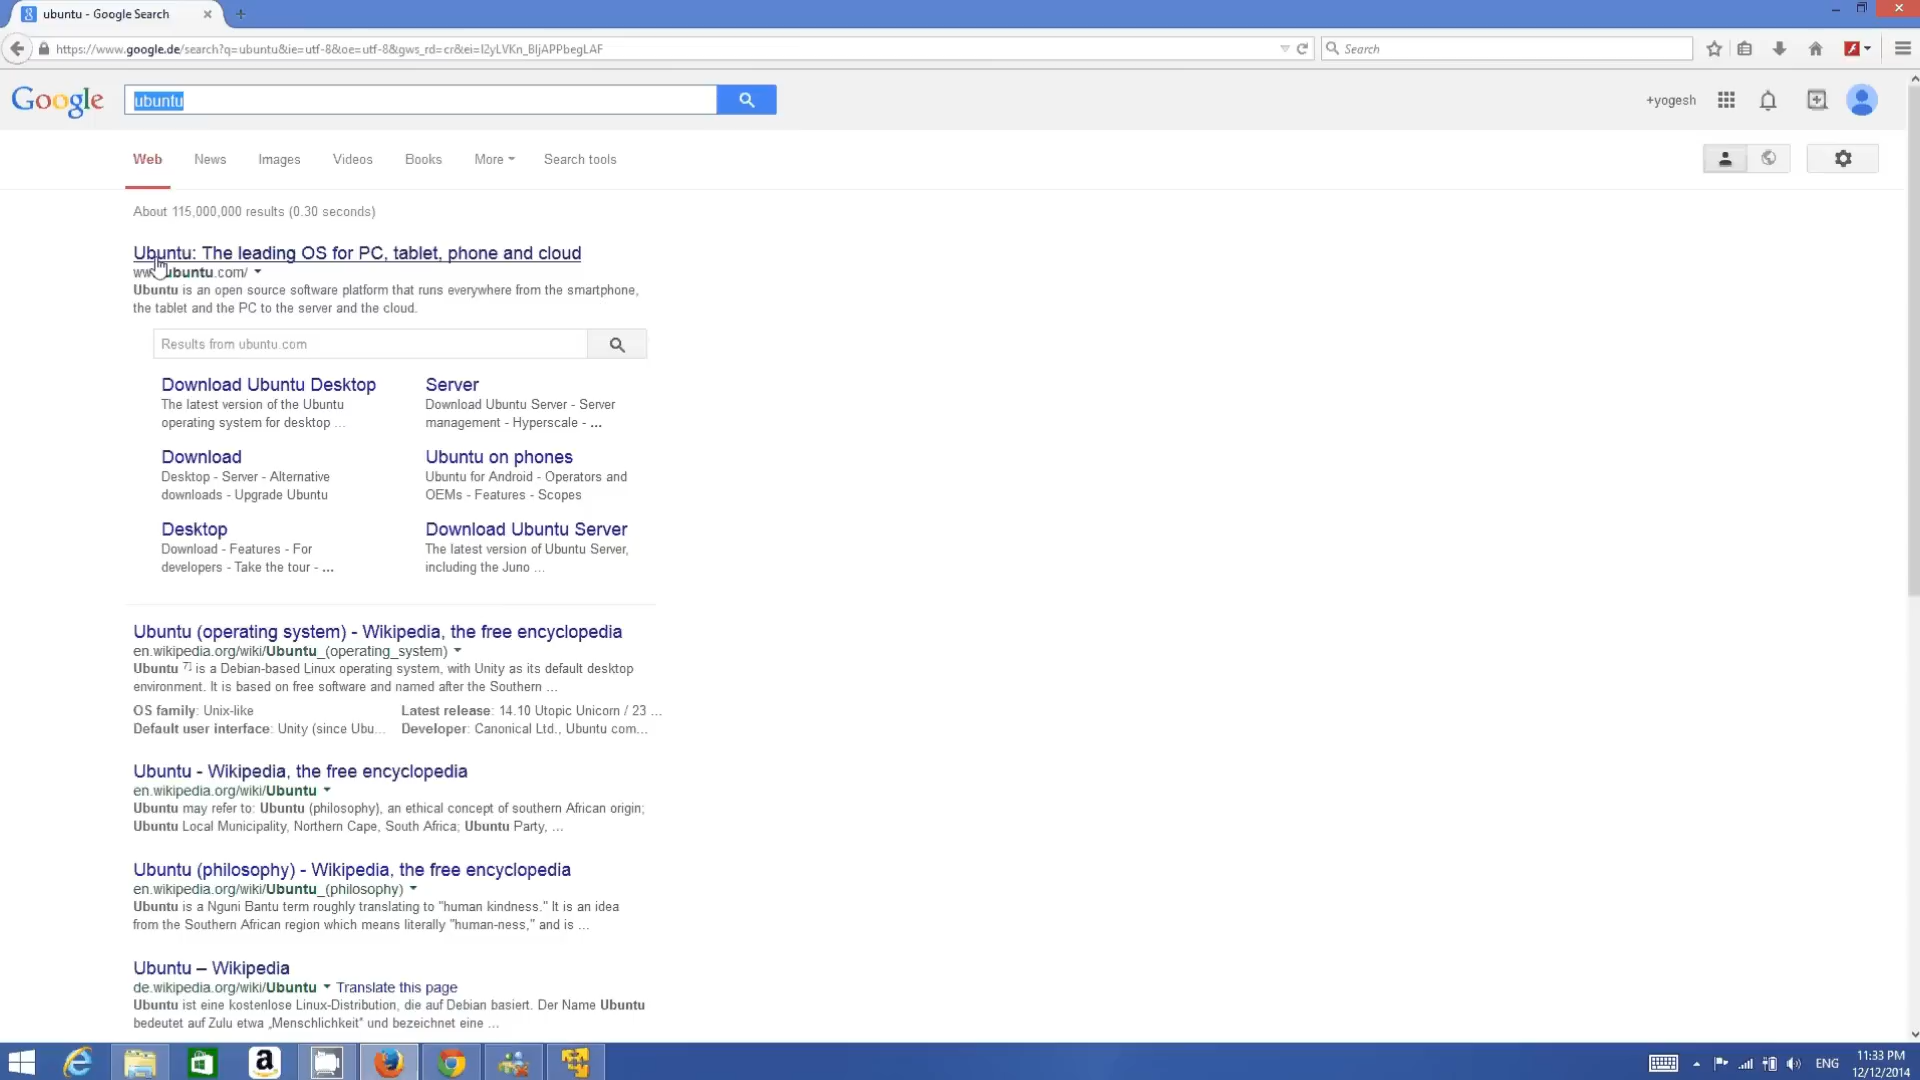 ubuntu - Google Search
https://www.google.de/search?q=ubuntu&ie=utf-8&oe=utf-8&gws_rd=cr&ei=I2yLVKn_BIjAPPbegLAF
Search
Google
ubuntu
+yogesh
Web
News
Images
Videos
Books
More
Search tools
About 115,000,000 results (0.30 seconds)
Ubuntu: The leading OS for PC, tablet, phone and cloud
www.ubuntu.com/
Ubuntu is an open source software platform that runs everywhere from the smartphone,
the tablet and the PC to the server and the cloud.
Results from ubuntu.com
Download Ubuntu Desktop
The latest version of the Ubuntu
operating system for desktop ...
Server
Download Ubuntu Server - Server
management - Hyperscale - ...
Download
Desktop - Server - Alternative
downloads - Upgrade Ubuntu
Ubuntu on phones
Ubuntu for Android - Operators and
OEMs - Features - Scopes
Desktop
Download - Features - For
developers - Take the tour - ...
Download Ubuntu Server
The latest version of Ubuntu Server,
including the Juno ...
Ubuntu (operating system) - Wikipedia, the free encyclopedia
en.wikipedia.org/wiki/Ubuntu_(operating_system)
Ubuntu 7] is a Debian-based Linux operating system, with Unity as its default desktop
environment. It is based on free software and named after the Southern ...
OS family: Unix-like
Latest release: 14.10 Utopic Unicorn / 23 ...
Default user interface: Unity (since Ubu...
Developer: Canonical Ltd., Ubuntu com...
Ubuntu - Wikipedia, the free encyclopedia
en.wikipedia.org/wiki/Ubuntu
Ubuntu may refer to: Ubuntu (philosophy), an ethical concept of southern African origin;
Ubuntu Local Municipality, Northern Cape, South Africa; Ubuntu Party, ...
Ubuntu (philosophy) - Wikipedia, the free encyclopedia
en.wikipedia.org/wiki/Ubuntu_(philosophy)
Ubuntu is a Nguni Bantu term roughly translating to "human kindness." It is an idea
from the Southern African region which means literally "human-ness," and is ...
Ubuntu – Wikipedia
de.wikipedia.org/wiki/Ubuntu Translate this page
Ubuntu ist eine kostenlose Linux-Distribution, die auf Debian basiert. Der Name Ubuntu
bedeutet auf Zulu etwa „Menschlichkeit“ und bezeichnet eine ...
ENG
11:33 PM
12/12/2014